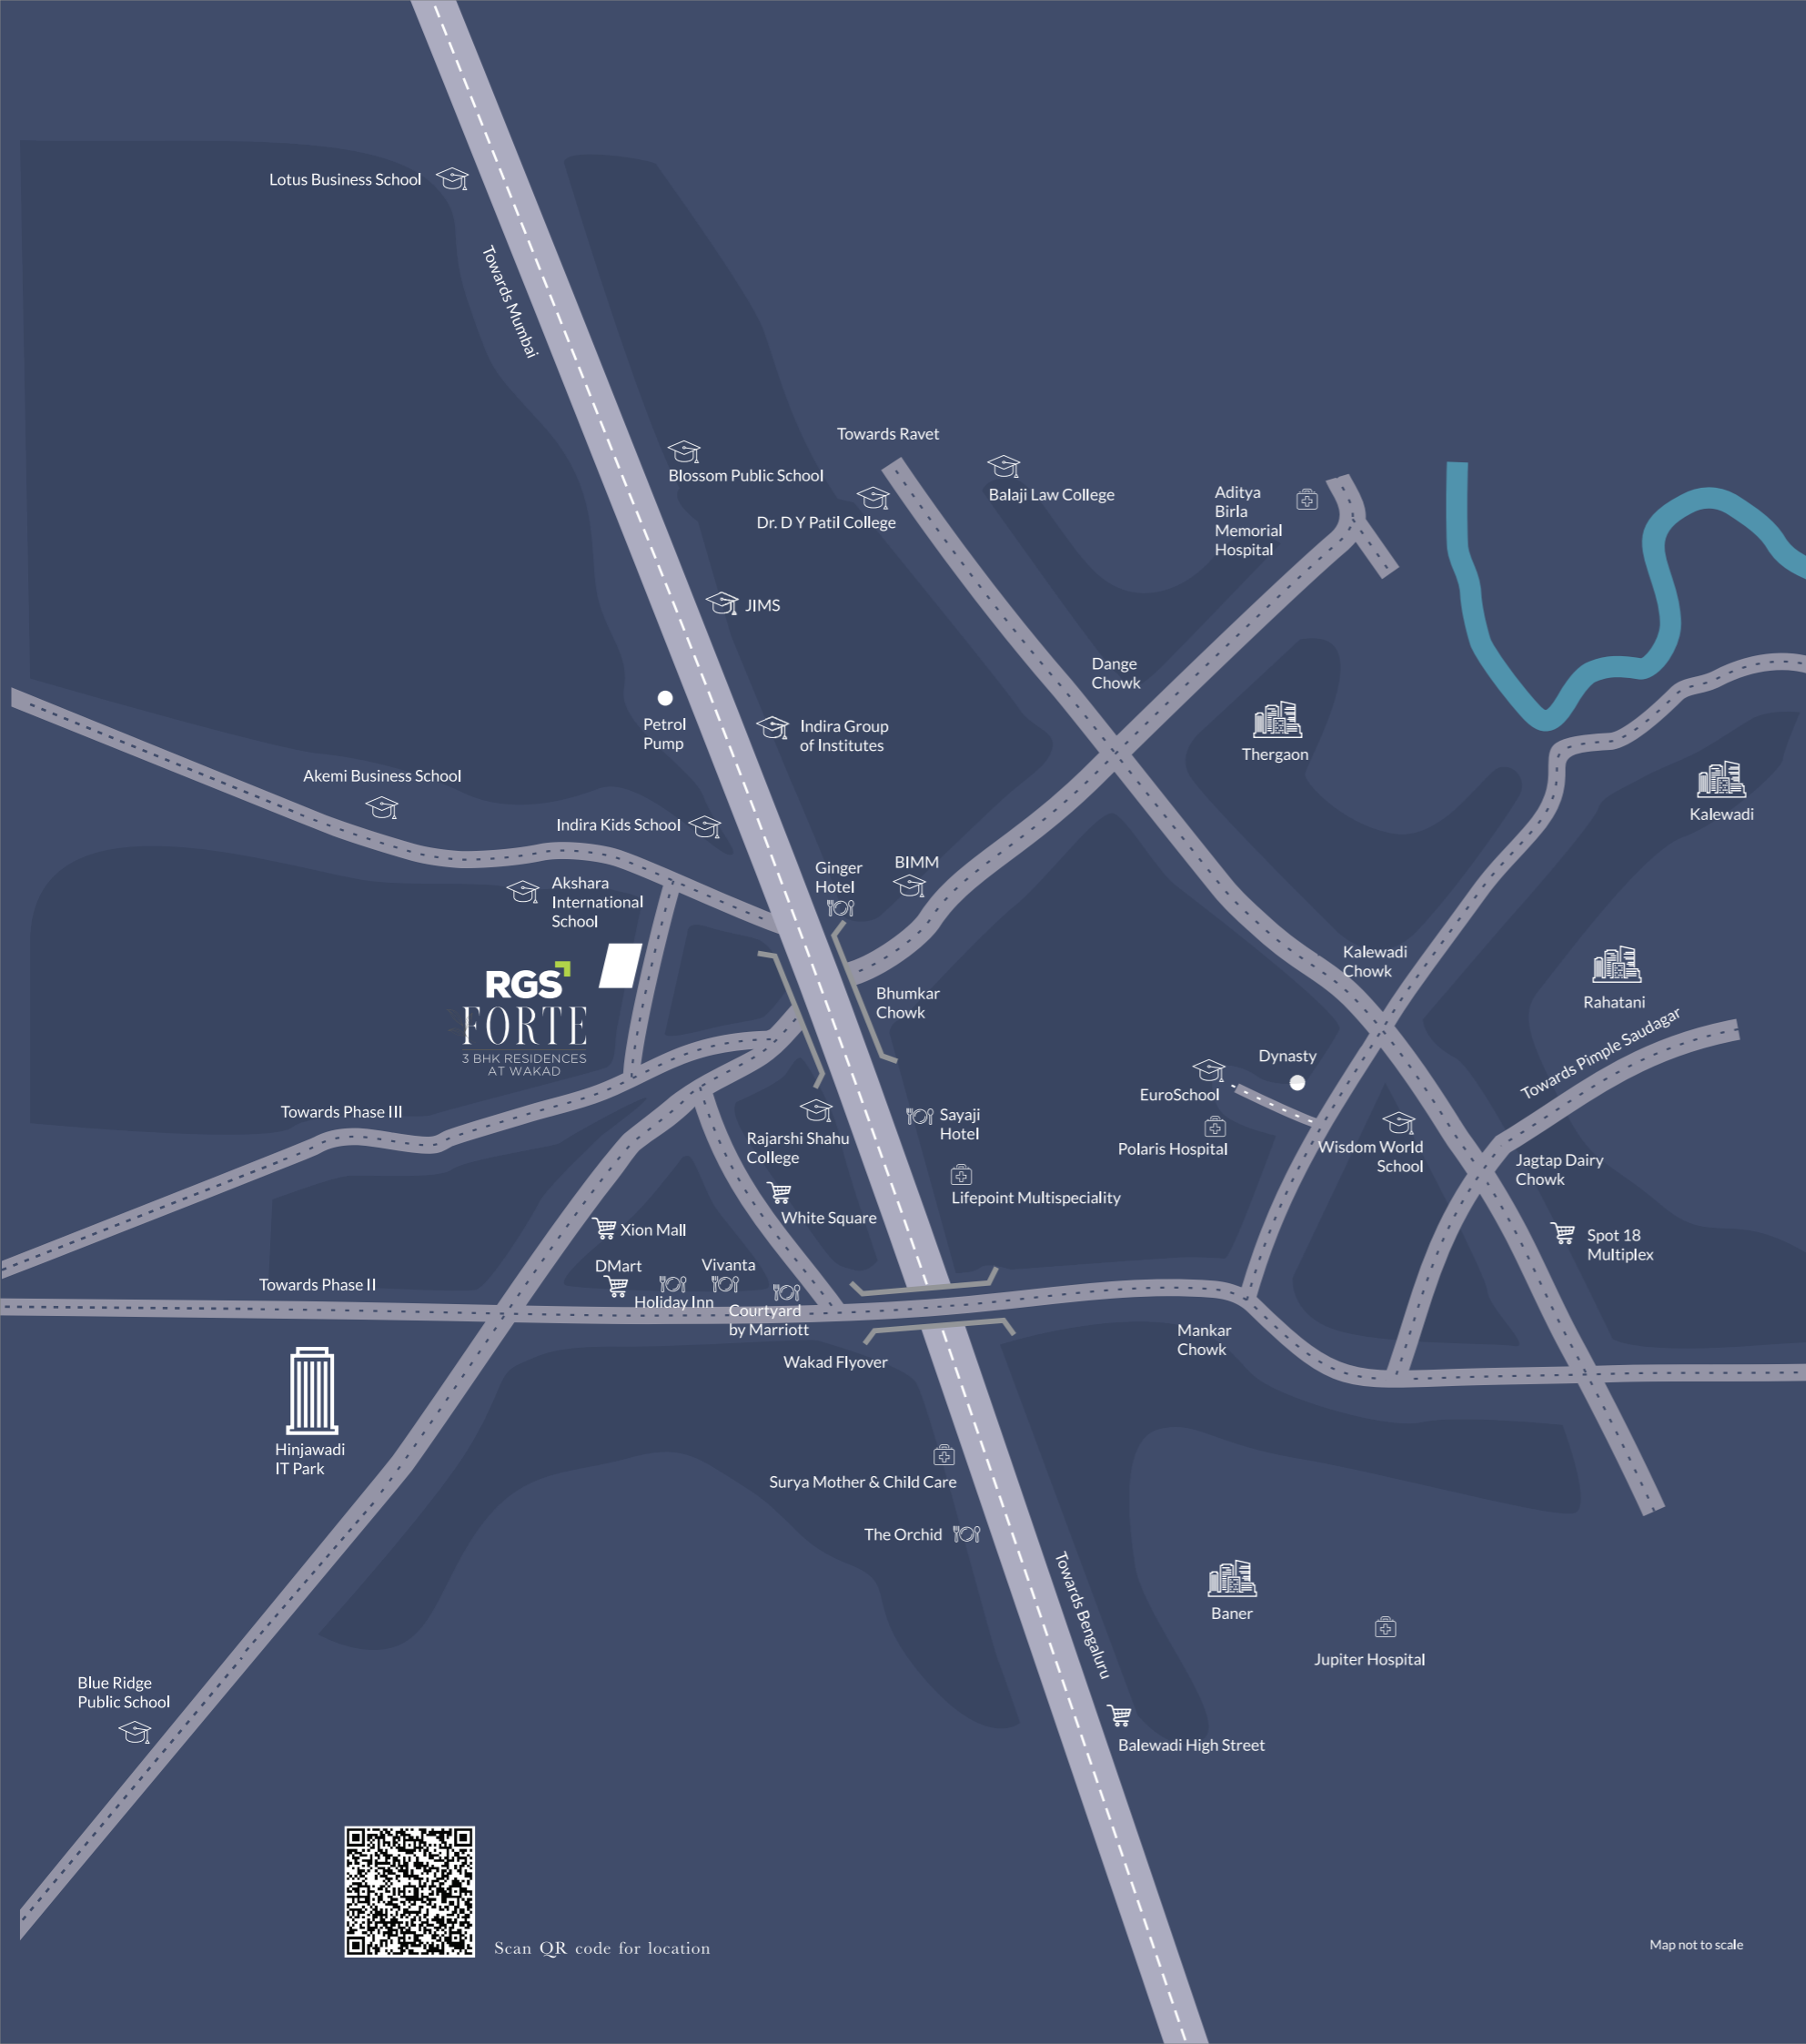 Lotus Business School
Towards Mumbai
Towards Ravet
Blossom Public School
Balaji Law College
Dr. D Y Patil College
Aditya
Birla
Memorial
Hospital
JIMS
Dange
Chowk
Petrol
Pump
Indira Group
of Institutes
Thergaon
Akemi Business School
Kalewadi
Indira Kids School
Ginger
Hotel
BIMM
Akshara
International
School
Kalewadi
Chowk
RGS
FORTE
3 BHK RESIDENCES
AT WAKAD
Bhumkar
Chowk
Rahatani
Towards Pimple Saudagar
Dynasty
EuroSchool
Towards Phase III
Rajarshi Shahu
College
Sayaji
Hotel
Polaris Hospital
Wisdom World
School
Jagtap Dairy
Chowk
Lifepoint Multispeciality
White Square
Xion Mall
Spot 18
Multiplex
DMart
Vivanta
Towards Phase II
Holiday Inn
Courtyard
by Marriott
Mankar
Chowk
Wakad Flyover
Hinjawadi
IT Park
Surya Mother & Child Care
The Orchid
Towards Bengaluru
Baner
Jupiter Hospital
Blue Ridge
Public School
Balewadi High Street
Scan QR code for location
Map not to scale